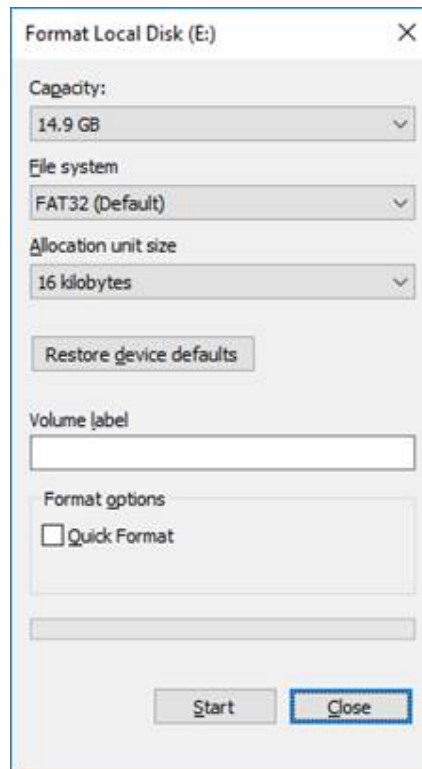 Format Local Disk (E:)
Capacity:
14.9 GB
File system
FAT32 (Default)
Allocation unit size
16 kilobytes
Restore device defaults
Volume label
Format options
Quick Format
Start
Close